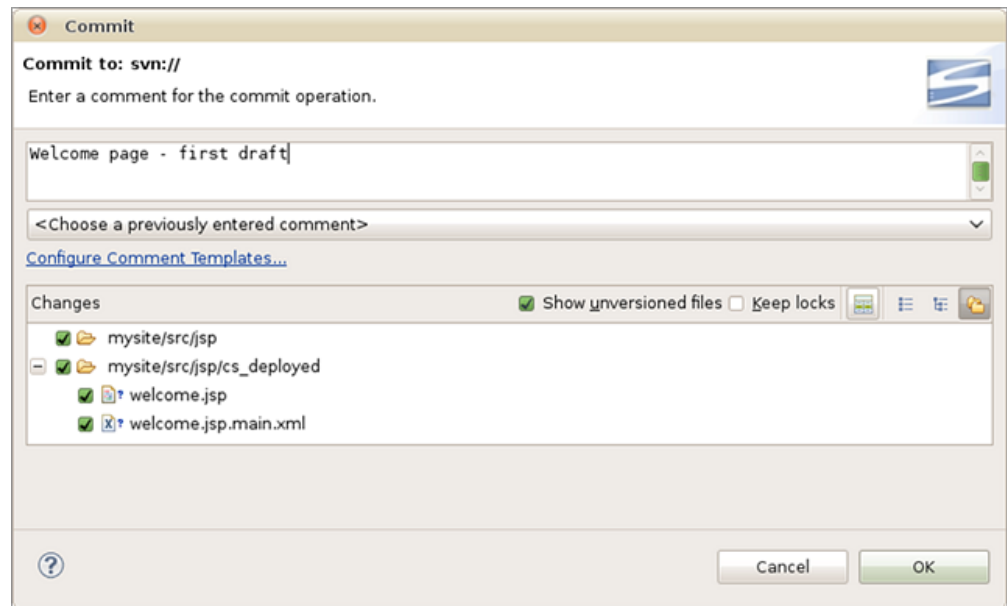 Commit
Commit to: svn://
Enter a comment for the commit operation.
Welcome page - first draft
<Choose a previously entered comment>
Configure Comment Templates...
Changes Show unversioned files Keep locks
mysite/src/jsp
mysite/src/jsp/cs_deployed
welcome.jsp
welcome.jsp.main.xml
Cancel OK